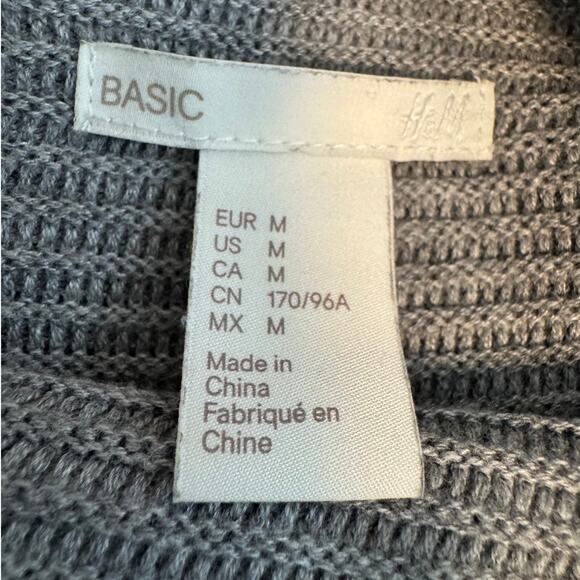 BASIC H&M
EUR M
US M
CA M
CN 170/96A
MX M
Made in
China
Fabriqué en
Chine